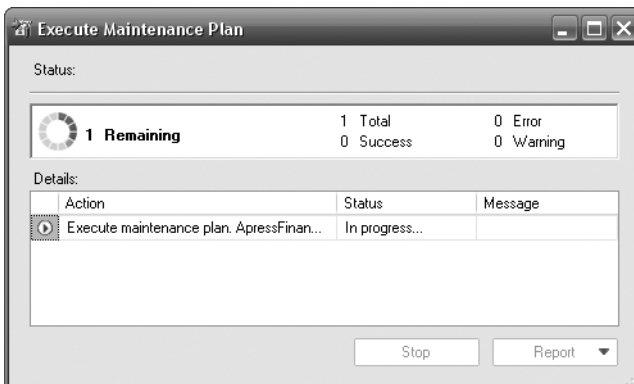 Execute Maintenance Plan
Status:
1 Remaining
1 Total
0 Success
0 Error
0 Warning
Details:
Action Status Message
Execute maintenance plan. ApressFinan... In progress...
Stop Report